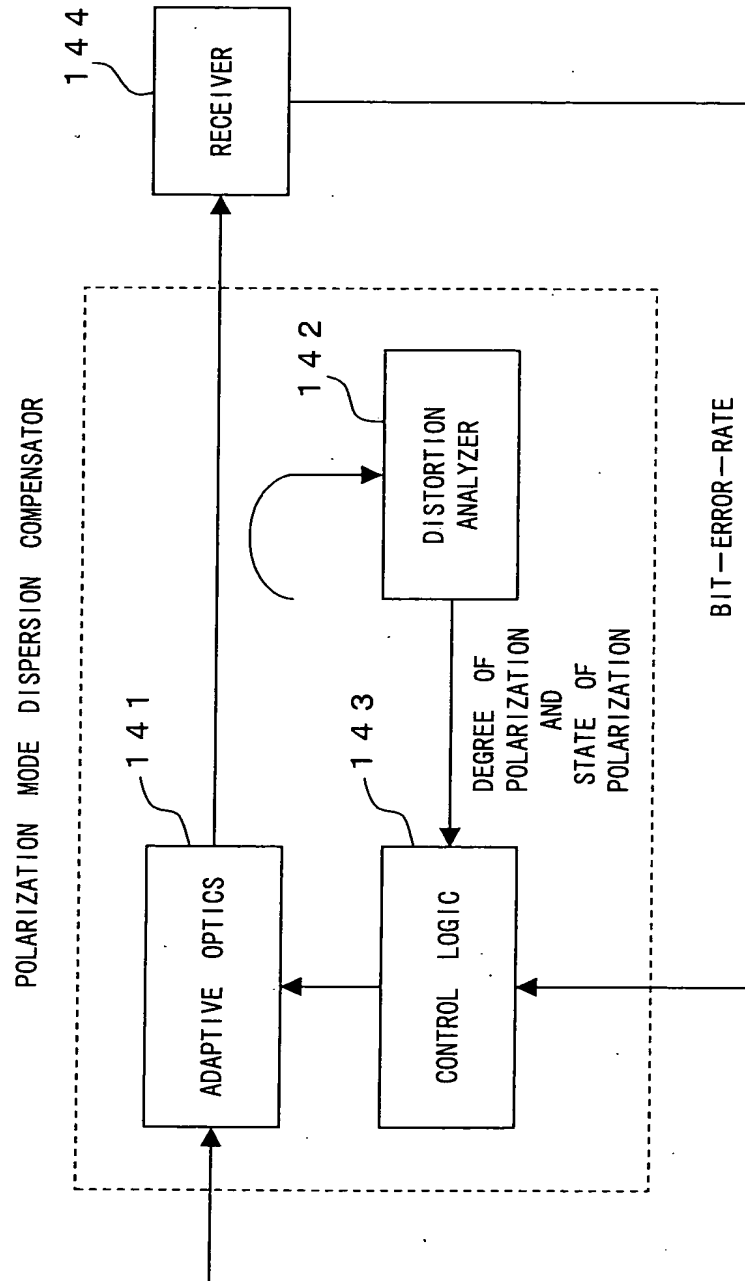 POLARIZATION MODE DISPERSION COMPENSATOR
141
ADAPTIVE OPTICS
144
RECEIVER
142
DISTORTION
ANALYZER
143
CONTROL LOGIC
DEGREE OF
POLARIZATION
AND
STATE OF
POLARIZATION
BIT-ERROR-RATE